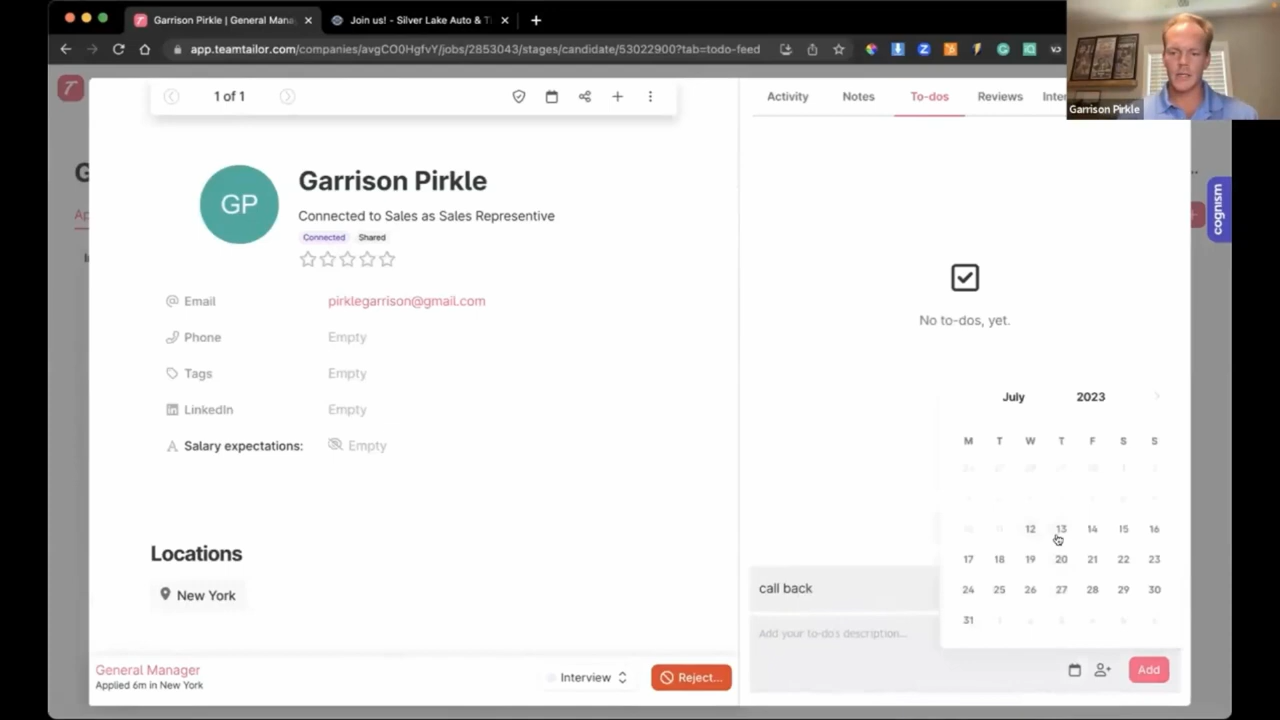 Garrison Pirkle | General Mana
Join us! - Silver Lake Auto & Ti
app.teamtailor.com/companies/avgCO0HgfvY/jobs/2853043/stages/candidate/53022900?tab=todo-feed
Garrison Pirkle
1 of 1
Activity
Notes
To-dos
Reviews
Inte
GP
Garrison Pirkle
Connected to Sales as Sales Representive
Connected
Shared
Email
pirklegarrison@gmail.com
Phone
Empty
Tags
Empty
LinkedIn
Empty
Salary expectations:
Empty
Locations
New York
General Manager
Applied 6m in New York
Interview
Reject...
No to-dos, yet.
July 2023
M T W T F S S
12 13 14 15 16
17 18 19 20 21 22 23
24 25 26 27 28 29 30
31
call back
Add your to-do's description...
Add
cognism